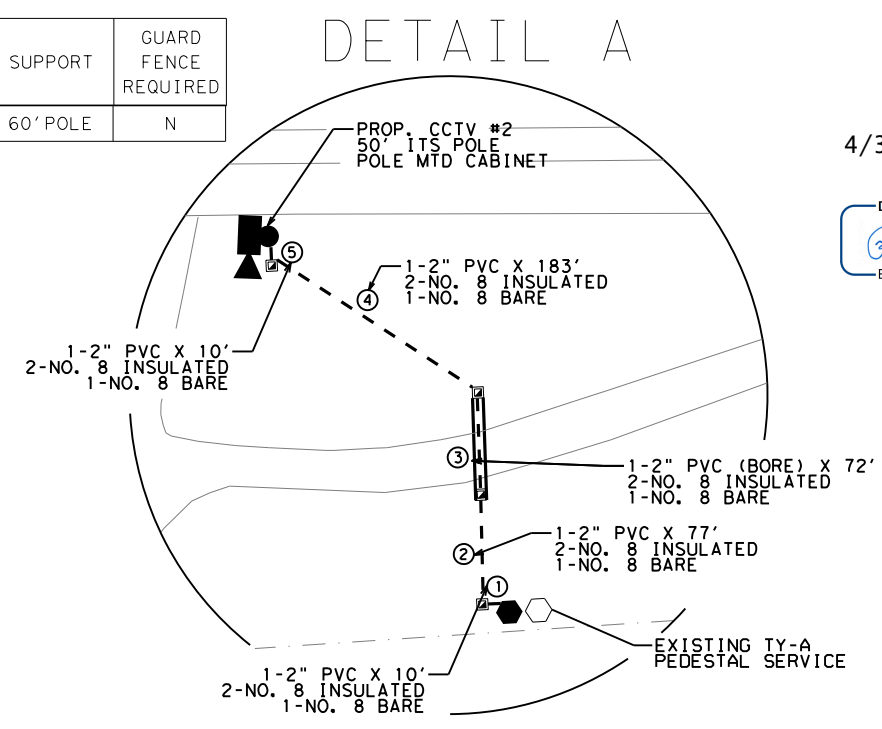 DETAIL A
SUPPORT
GUARD
FENCE
REQUIRED
60' POLE
N
PROP. CCTV #2
50' ITS POLE
POLE MTD CABINET
4/3
5
1-2" PVC X 183'
2-NO. 8 INSULATED
1-NO. 8 BARE
4
1-2" PVC X 10'
2-NO. 8 INSULATED
1-NO. 8 BARE
3
1-2" PVC (BORE) X 72'
2-NO. 8 INSULATED
1-NO. 8 BARE
1-2" PVC X 77'
2-NO. 8 INSULATED
1-NO. 8 BARE
2
1
EXISTING TY-A
PEDESTAL SERVICE
1-2" PVC X 10'
2-NO. 8 INSULATED
1-NO. 8 BARE